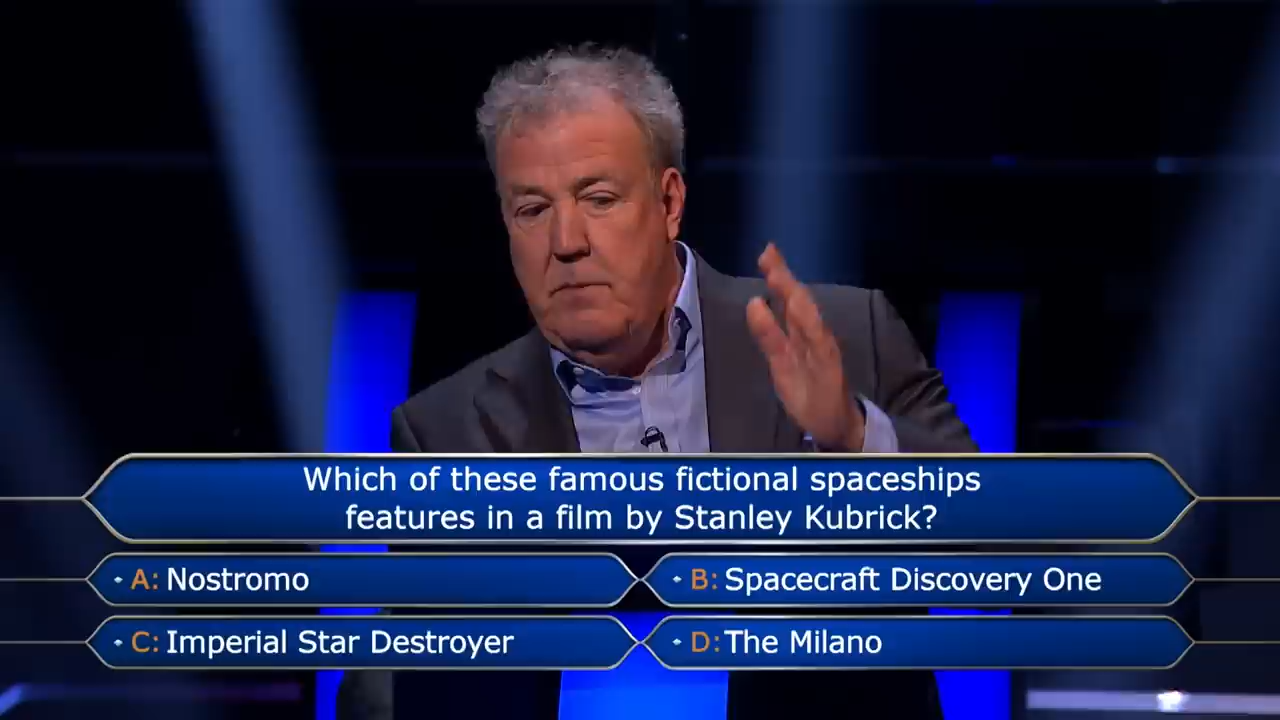 Which of these famous fictional spaceships
features in a film by Stanley Kubrick?
A: Nostromo
B: Spacecraft Discovery One
C: Imperial Star Destroyer
D: The Milano